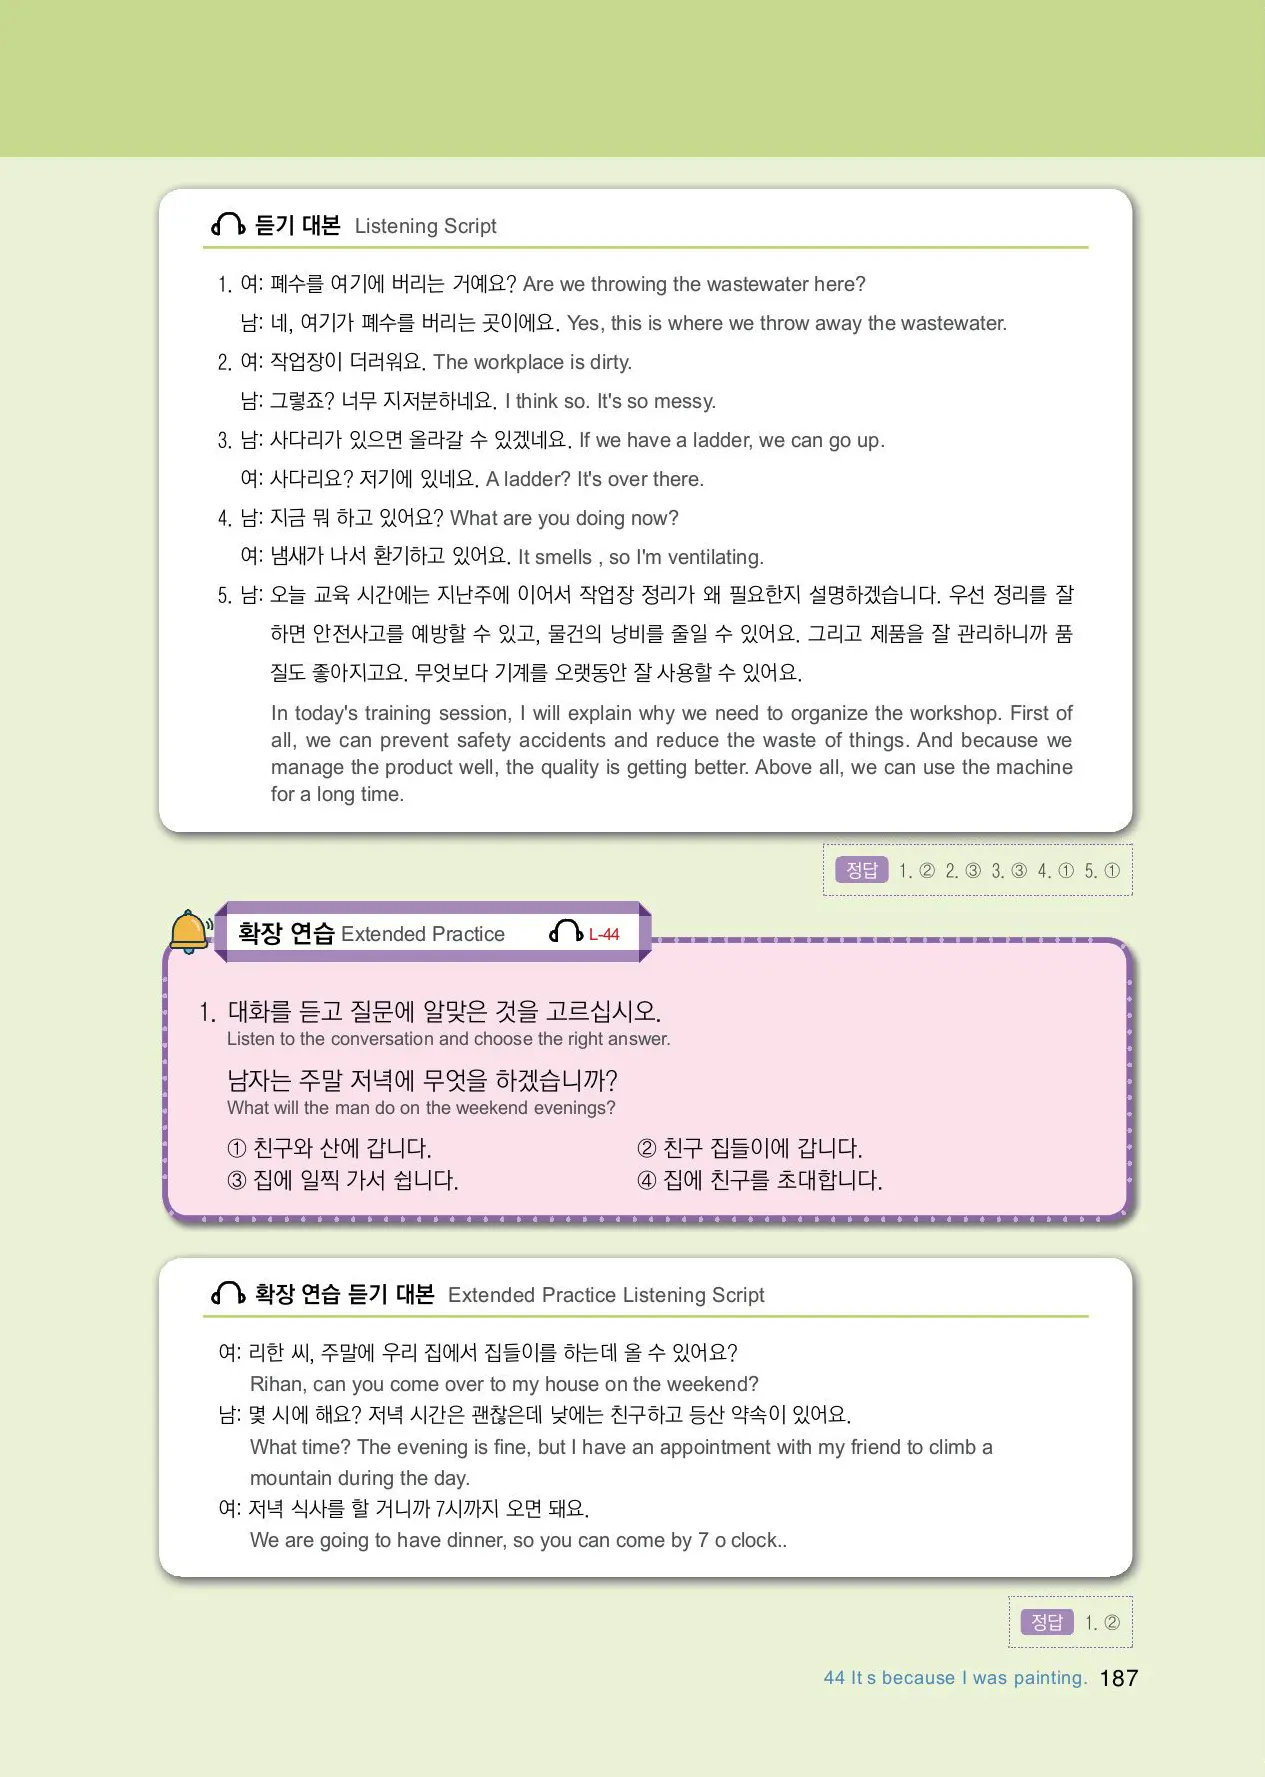 듣기 대본 Listening Script
1. 여: 폐수를 여기에 버리는 거예요? Are we throwing the wastewater here?
남: 네, 여기가 폐수를 버리는 곳이에요. Yes, this is where we throw away the wastewater.
2. 여: 작업장이 더러워요. The workplace is dirty.
남: 그렇죠? 너무 지저분하네요. I think so. It's so messy.
3. 남: 사다리가 있으면 올라갈 수 있겠네요. If we have a ladder, we can go up.
여: 사다리요? 저기에 있네요. A ladder? It's over there.
4. 남: 지금 뭐 하고 있어요? What are you doing now?
여: 냄새가 나서 환기하고 있어요. It smells , so I'm ventilating.
5. 남: 오늘 교육 시간에는 지난주에 이어서 작업장 정리가 왜 필요한지 설명하겠습니다. 우선 정리를 잘
하면 안전사고를 예방할 수 있고, 물건의 낭비를 줄일 수 있어요. 그리고 제품을 잘 관리하니까 품
질도 좋아지고요. 무엇보다 기계를 오랫동안 잘 사용할 수 있어요.
In today's training session, I will explain why we need to organize the workshop. First of
all, we can prevent safety accidents and reduce the waste of things. And because we
manage the product well, the quality is getting better. Above all, we can use the machine
for a long time.
정답 1. ② 2. ③ 3. ③ 4. ① 5. ①
확장 연습 Extended Practice L-44
1. 대화를 듣고 질문에 알맞은 것을 고르십시오.
Listen to the conversation and choose the right answer.
남자는 주말 저녁에 무엇을 하겠습니까?
What will the man do on the weekend evenings?
① 친구와 산에 갑니다. ② 친구 집들이에 갑니다.
③ 집에 일찍 가서 쉽니다. ④ 집에 친구를 초대합니다.
확장 연습 듣기 대본 Extended Practice Listening Script
여: 리한 씨, 주말에 우리 집에서 집들이를 하는데 올 수 있어요?
Rihan, can you come over to my house on the weekend?
남: 몇 시에 해요? 저녁 시간은 괜찮은데 낮에는 친구하고 등산 약속이 있어요.
What time? The evening is fine, but I have an appointment with my friend to climb a
mountain during the day.
여: 저녁 식사를 할 거니까 7시까지 오면 돼요.
We are going to have dinner, so you can come by 7 o clock..
정답 1. ②
44 It s because I was painting. 187